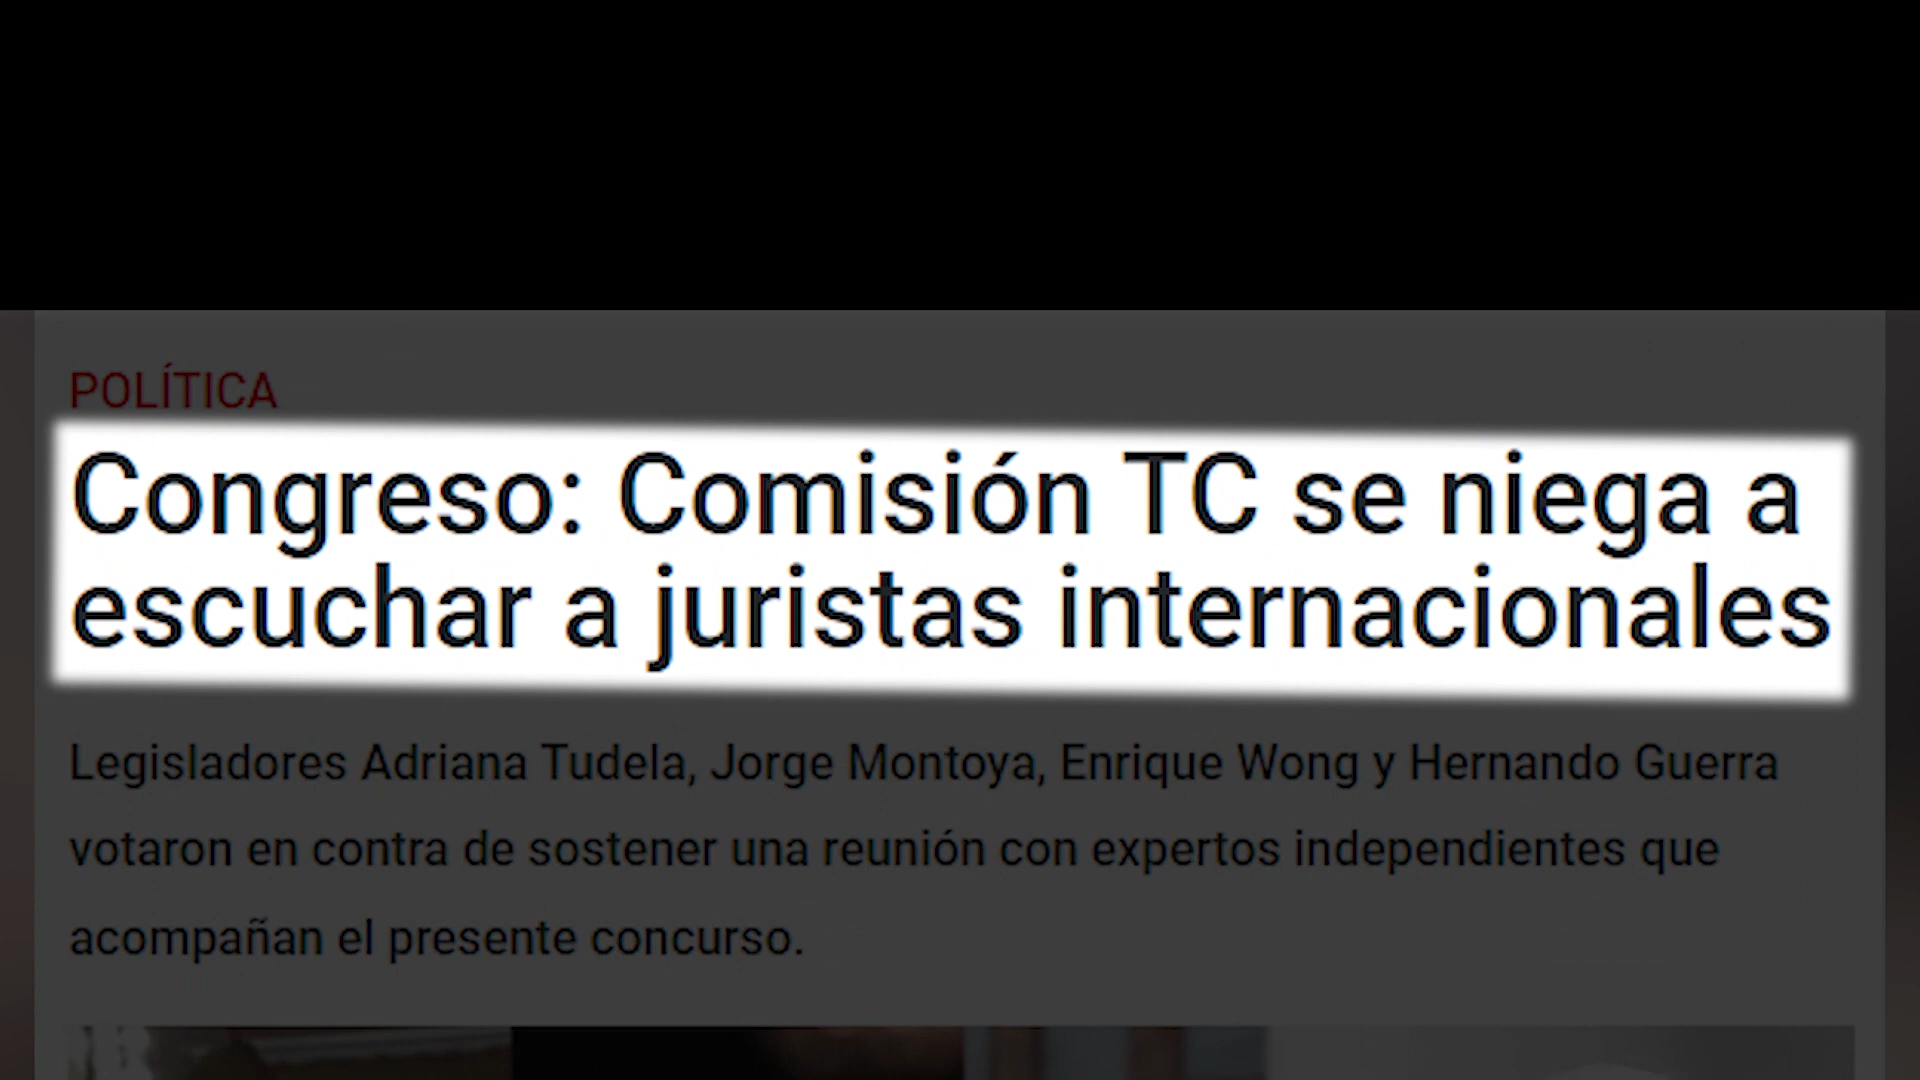 POLÍTICA
Congreso: Comisión TC se niega a
escuchar a juristas internacionales
Legisladores Adriana Tudela, Jorge Montoya, Enrique Wong y Hernando Guerra
votaron en contra de sostener una reunión con expertos independientes que
acompañan el presente concurso.